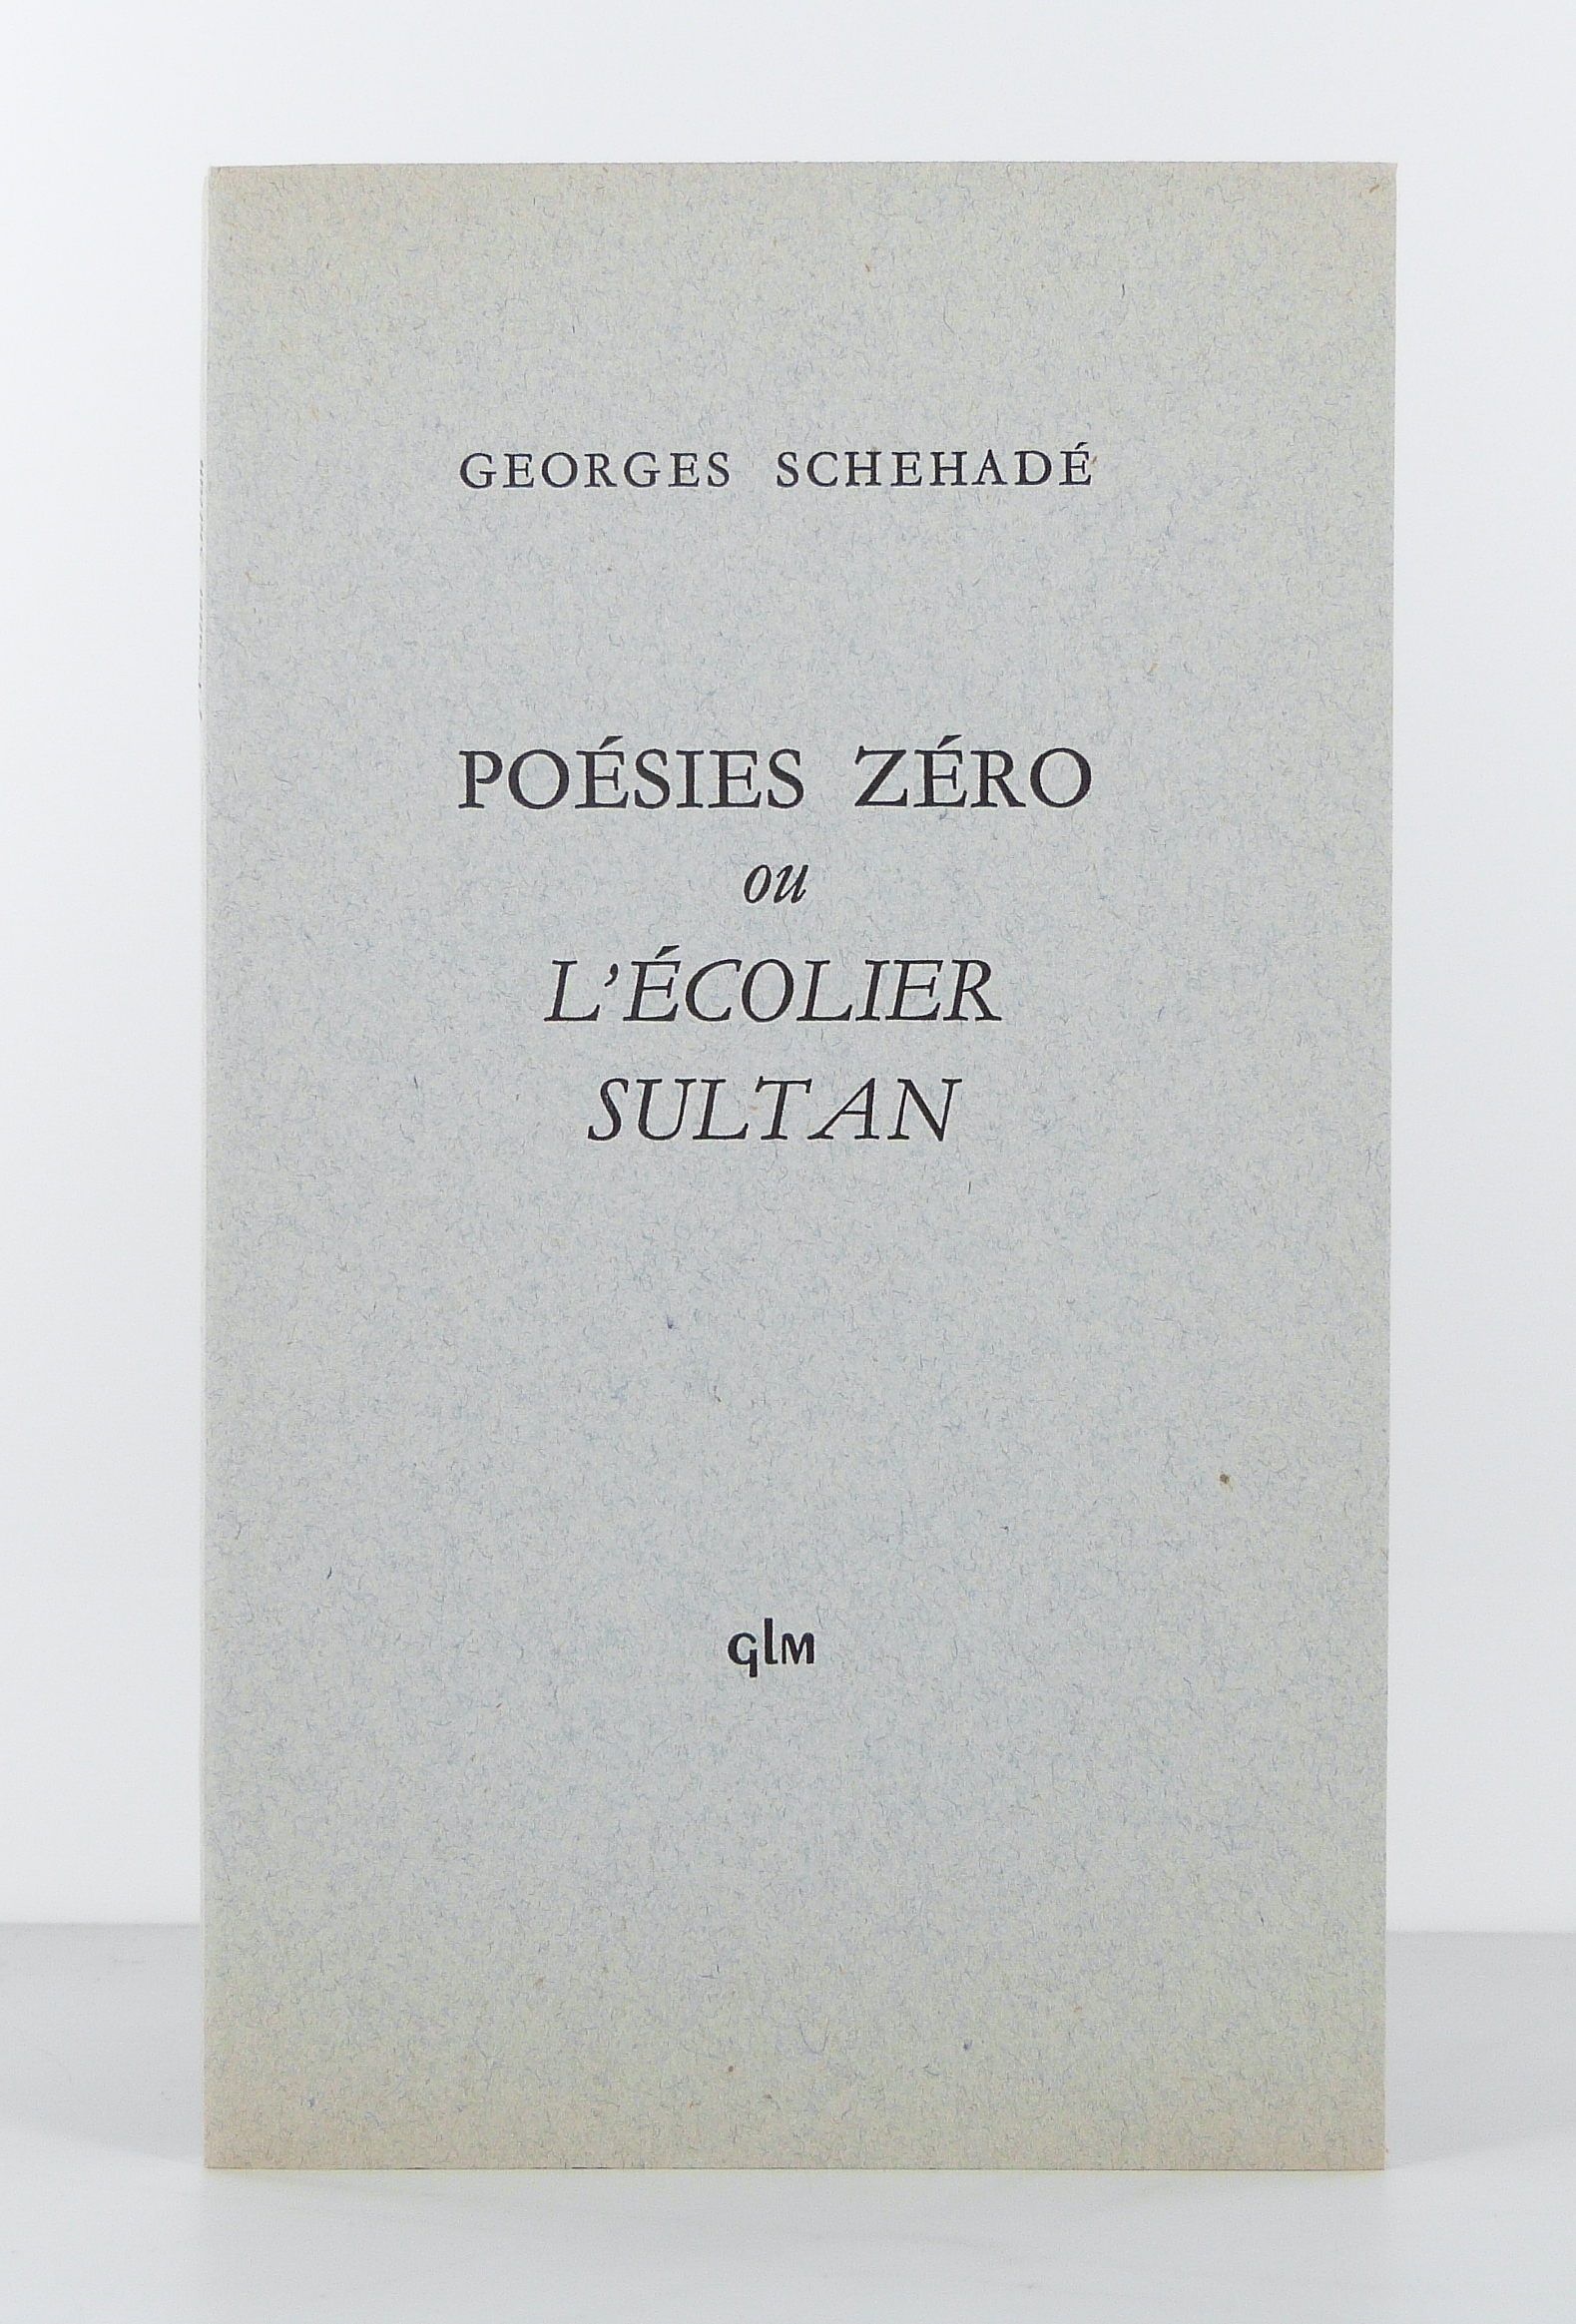 GEORGES SCHEHADÉ
POÉSIES ZÉRO
ou
L'ÉCOLIER
SULTAN
glm